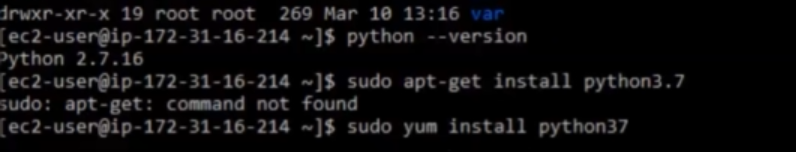 drwxr-xr-x 19 root root  269 Mar 10 13:16 var
[ec2-user@ip-172-31-16-214 ~]$ python --version
Python 2.7.16
[ec2-user@ip-172-31-16-214 ~]$ sudo apt-get install python3.7
sudo: apt-get: command not found
[ec2-user@ip-172-31-16-214 ~]$ sudo yum install python37